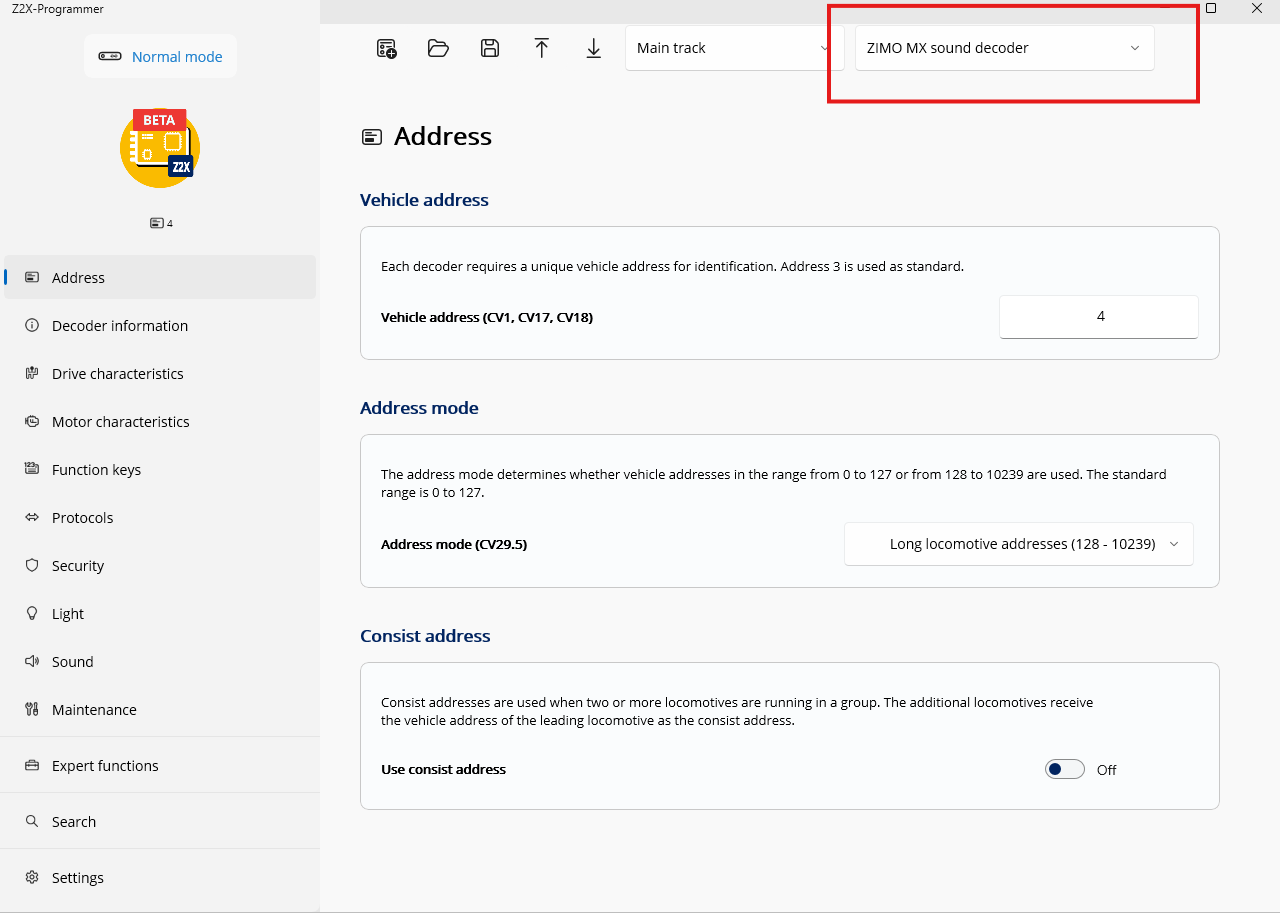 Z2X-Programmer
Normal mode
BETA
Z2X
4
Address
Decoder information
Drive characteristics
Motor characteristics
Function keys
Protocols
Security
Light
Sound
Maintenance
Expert functions
Search
Settings
Main track
ZIMO MX sound decoder
Address
Vehicle address
Each decoder requires a unique vehicle address for identification. Address 3 is used as standard.
Vehicle address (CV1, CV17, CV18)
4
Address mode
The address mode determines whether vehicle addresses in the range from 0 to 127 or from 128 to 10239 are used. The standard
range is 0 to 127.
Address mode (CV29.5)
Long locomotive addresses (128 - 10239)
Consist address
Consist addresses are used when two or more locomotives are running in a group. The additional locomotives receive
the vehicle address of the leading locomotive as the consist address.
Use consist address
Off